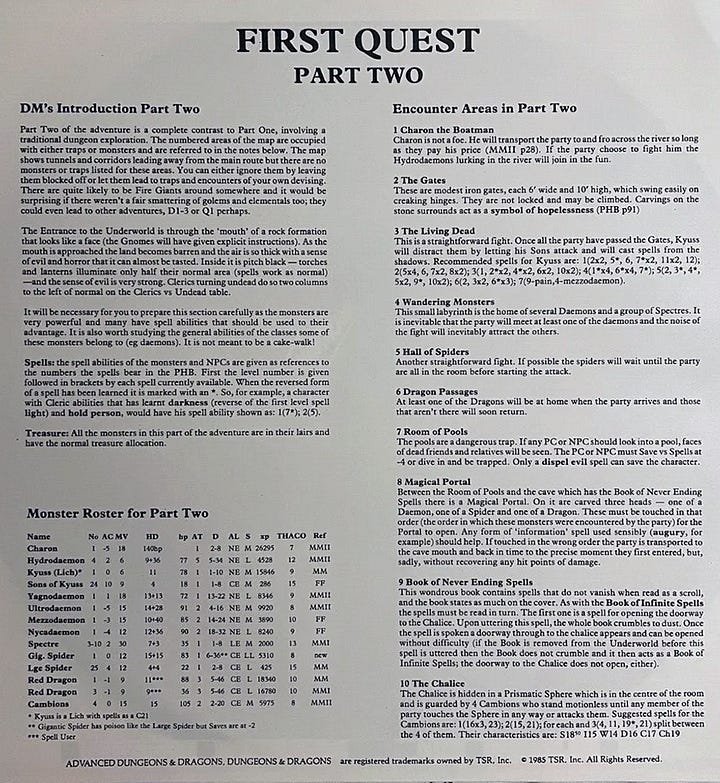 FIRST QUEST
PART TWO
DM's Introduction Part Two
Part Two of the adventure is a complete contrast to Part One, involving a
traditional dungeon exploration. The numbered areas of the map are occupied
with either traps or monsters and are referred to in the notes below. The map
shows tunnels and corridors leading away from the main route but there are no
monsters or traps listed for these areas. You can either ignore them by leaving
them blocked off or let them lead to traps and encounters of your own devising.
There are quite likely to be Fire Giants around somewhere and it would be
surprising if there weren't a fair smattering of golems and elementals too; they
could even lead to other adventures, D1-3 or Q1 perhaps.
The Entrance to the Underworld is through the 'mouth' of a rock formation
that looks like a face (the Gnomes will have given explicit instructions). As the
mouth is approached the land becomes barren and the air is so thick with a sense
of evil and horror that it can almost be tasted. Inside it is pitch black — torches
and lanterns illuminate only half their normal area (spells work as normal)
—and the sense of evil is very strong. Clerics turning undead do so two columns
to the left of normal on the Clerics vs Undead table.
It will be necessary for you to prepare this section carefully as the monsters are
very powerful and many have spell abilities that should be used to their
advantage. It is also worth studying the general abilities of the classes some of
these monsters belong to (eg daemons). It is not meant to be a cake-walk!
Spells: the spell abilities of the monsters and NPCs are given as references to
the numbers the spells bear in the PHB. First the level number is given
followed in brackets by each spell currently available. When the reversed form
of a spell has been learned it is marked with an *. So, for example, a character
with Cleric abilities that has learnt darkness (reverse of the first level spell
light) and hold person, would have his spell ability shown as: 1(7*); 2(5).
Treasure: All the monsters in this part of the adventure are in their lairs and
have the normal treasure allocation.
Monster Roster for Part Two
Name No AC MV HD hp AT D AL S xp THACO Ref
Charon 1 -5 18 140hp 1 2-8 NE M 26295 7 MMII
Hydrodaemon 4 2 6 9+36 77 5 5-34 NE L 4528 12 MMII
Kyuss (Lich)* 1 0 6 11 78 1 1-10 NE M 15846 9 MM
Sons of Kyuss 24 10 9 4 18 1 1-8 CE M 286 15 FF
Yagnodaemon 1 1 18 13+13 72 1 13-22 NE L 8346 9 MMII
Ultrodaemon 1 -5 15 14+28 91 2 4-16 NE M 9920 8 MMII
Mezzodaemon 1 -3 15 10+40 85 2 14-24 NE M 3890 10 FF
Nycadaemon 1 -4 12 12+36 90 2 18-32 NE L 8240 9 FF
Spectre 3-10 2 30 7+3 35 1 1-8 LE M 2000 13 MM
Gig. Spider 1 0 12 15+15 83 1 6-36** CE LL 5310 8 new
Lge Spider 25 4 12 4+4 22 1 2-8 CE L 425 15 MM
Red Dragon 1 -1 9 11*** 88 3 5-46 CE L 18340 10 MM
Red Dragon 3 -1 9 9*** 36 3 5-46 CE L 16780 10 MMI
Cambions 4 0 15 105 2 2-20 CE M 5975 8 MMII
* Kyuss is a Lich with spells as a C21
** Gigantic Spider has poison like the Large Spider but Saves are at -2
*** Spell User
Encounter Areas in Part Two
1 Charon the Boatman
Charon is not a foe. He will transport the party to and fro across the river so long
as they pay his price (MMII p28). If the party choose to fight him the
Hydrodaemons lurking in the river will join in the fun.
2 The Gates
These are modest iron gates, each 6' wide and 10' high, which swing easily on
creaking hinges. They are not locked and may be climbed. Carvings on the
stone surrounds act as a symbol of hopelessness (PHB p91)
3 The Living Dead
This is a straightforward fight. Once all the party have passed the Gates, Kyuss
will distract them by letting his Sons attack and will cast spells from the
shadows. Recommended spells for Kyuss are: 1(2x2, 5*, 6, 7*x2, 11x2, 12);
2(5x4, 6, 7x2, 8x2); 3(1, 2*x2, 4*x2, 6x2, 10x2); 4(1*x4, 6*x4, 7*); 5(2, 3*, 4*,
5x2, 9*, 10x2); 6(2, 3x2, 6*x3); 7(9-pain,4-mezzodaemon).
4 Wandering Monsters
This small labyrinth is the home of several Daemons and a group of Spectres. It
is inevitable that the party will meet at least one of the daemons and the noise of
the fight will inevitably attract the others.
5 Hall of Spiders
Another straightforward fight. If possible the spiders will wait until the party
are all in the room before starting the attack.
6 Dragon Passages
At least one of the Dragons will be at home when the party arrives and those
that aren't there will soon return.
7 Room of Pools
The pools are a dangerous trap. If any PC or NPC should look into a pool, faces
of dead friends and relatives will be seen. The PC or NPC must Save vs Spells at
-4 or dive in and be trapped. Only a dispel evil spell can save the character.
8 Magical Portal
Between the Room of Pools and the cave which has the Book of Never Ending
Spells there is a Magical Portal. On it are carved three heads — one of a
Daemon, one of a Spider and one of a Dragon. These must be touched in that
order (the order in which these monsters were encountered by the party) for the
Portal to open. Any form of 'information' spell used sensibly (augury, for
example) should help. If touched in the wrong order the party is transported to
the cave mouth and back in time to the precise moment they first entered, but,
sadly, without recovering any hit points of damage.
9 Book of Never Ending Spells
This wondrous book contains spells that do not vanish when read as a scroll,
and the book states as much on the cover. As with the Book of Infinite Spells
the spells must be read in turn. The first one is a spell for opening the doorway
to the Chalice. Upon uttering this spell, the whole book crumbles to dust. Once
the spell is spoken a doorway through to the chalice appears and can be opened
without difficulty (if the Book is removed from the Underworld before this
spell is uttered then the Book does not crumble and it then acts as a Book of
Infinite Spells; the doorway to the Chalice does not open, either).
10 The Chalice
The Chalice is hidden in a Prismatic Sphere which is in the centre of the room
and is guarded by 4 Cambions who stand motionless until any member of the
party touches the Sphere in any way or attacks them. Suggested spells for the
Cambions are: 1(16x3, 23); 2(15, 21); for each and 3(4, 11, 19*, 21) split between
the 4 of them. Their characteristics are: S18⁵⁰ I15 W14 D16 C17 Ch19
ADVANCED DUNGEONS & DRAGONS, DUNGEONS & DRAGONS are registered trademarks owned by TSR, Inc. © 1985 TSR, Inc. All Rights Reserved.